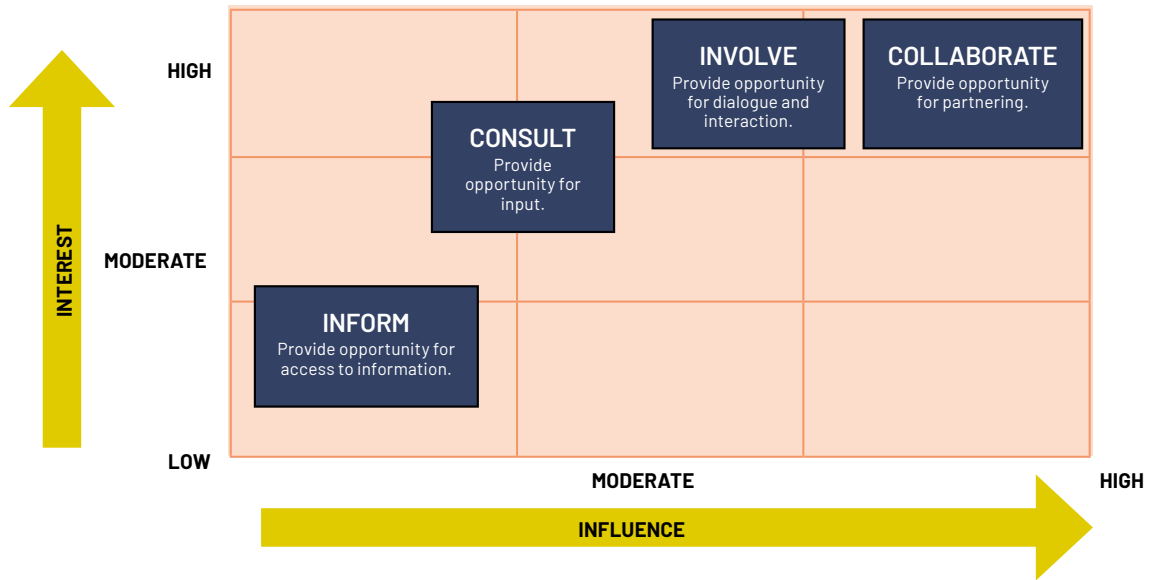 HIGH
INVOLVE
Provide opportunity
for dialogue and
interaction.
COLLABORATE
Provide opportunity
for partnering.
CONSULT
Provide
opportunity for
input.
INTEREST
MODERATE
INFORM
Provide opportunity for
access to information.
LOW
MODERATE
HIGH
INFLUENCE